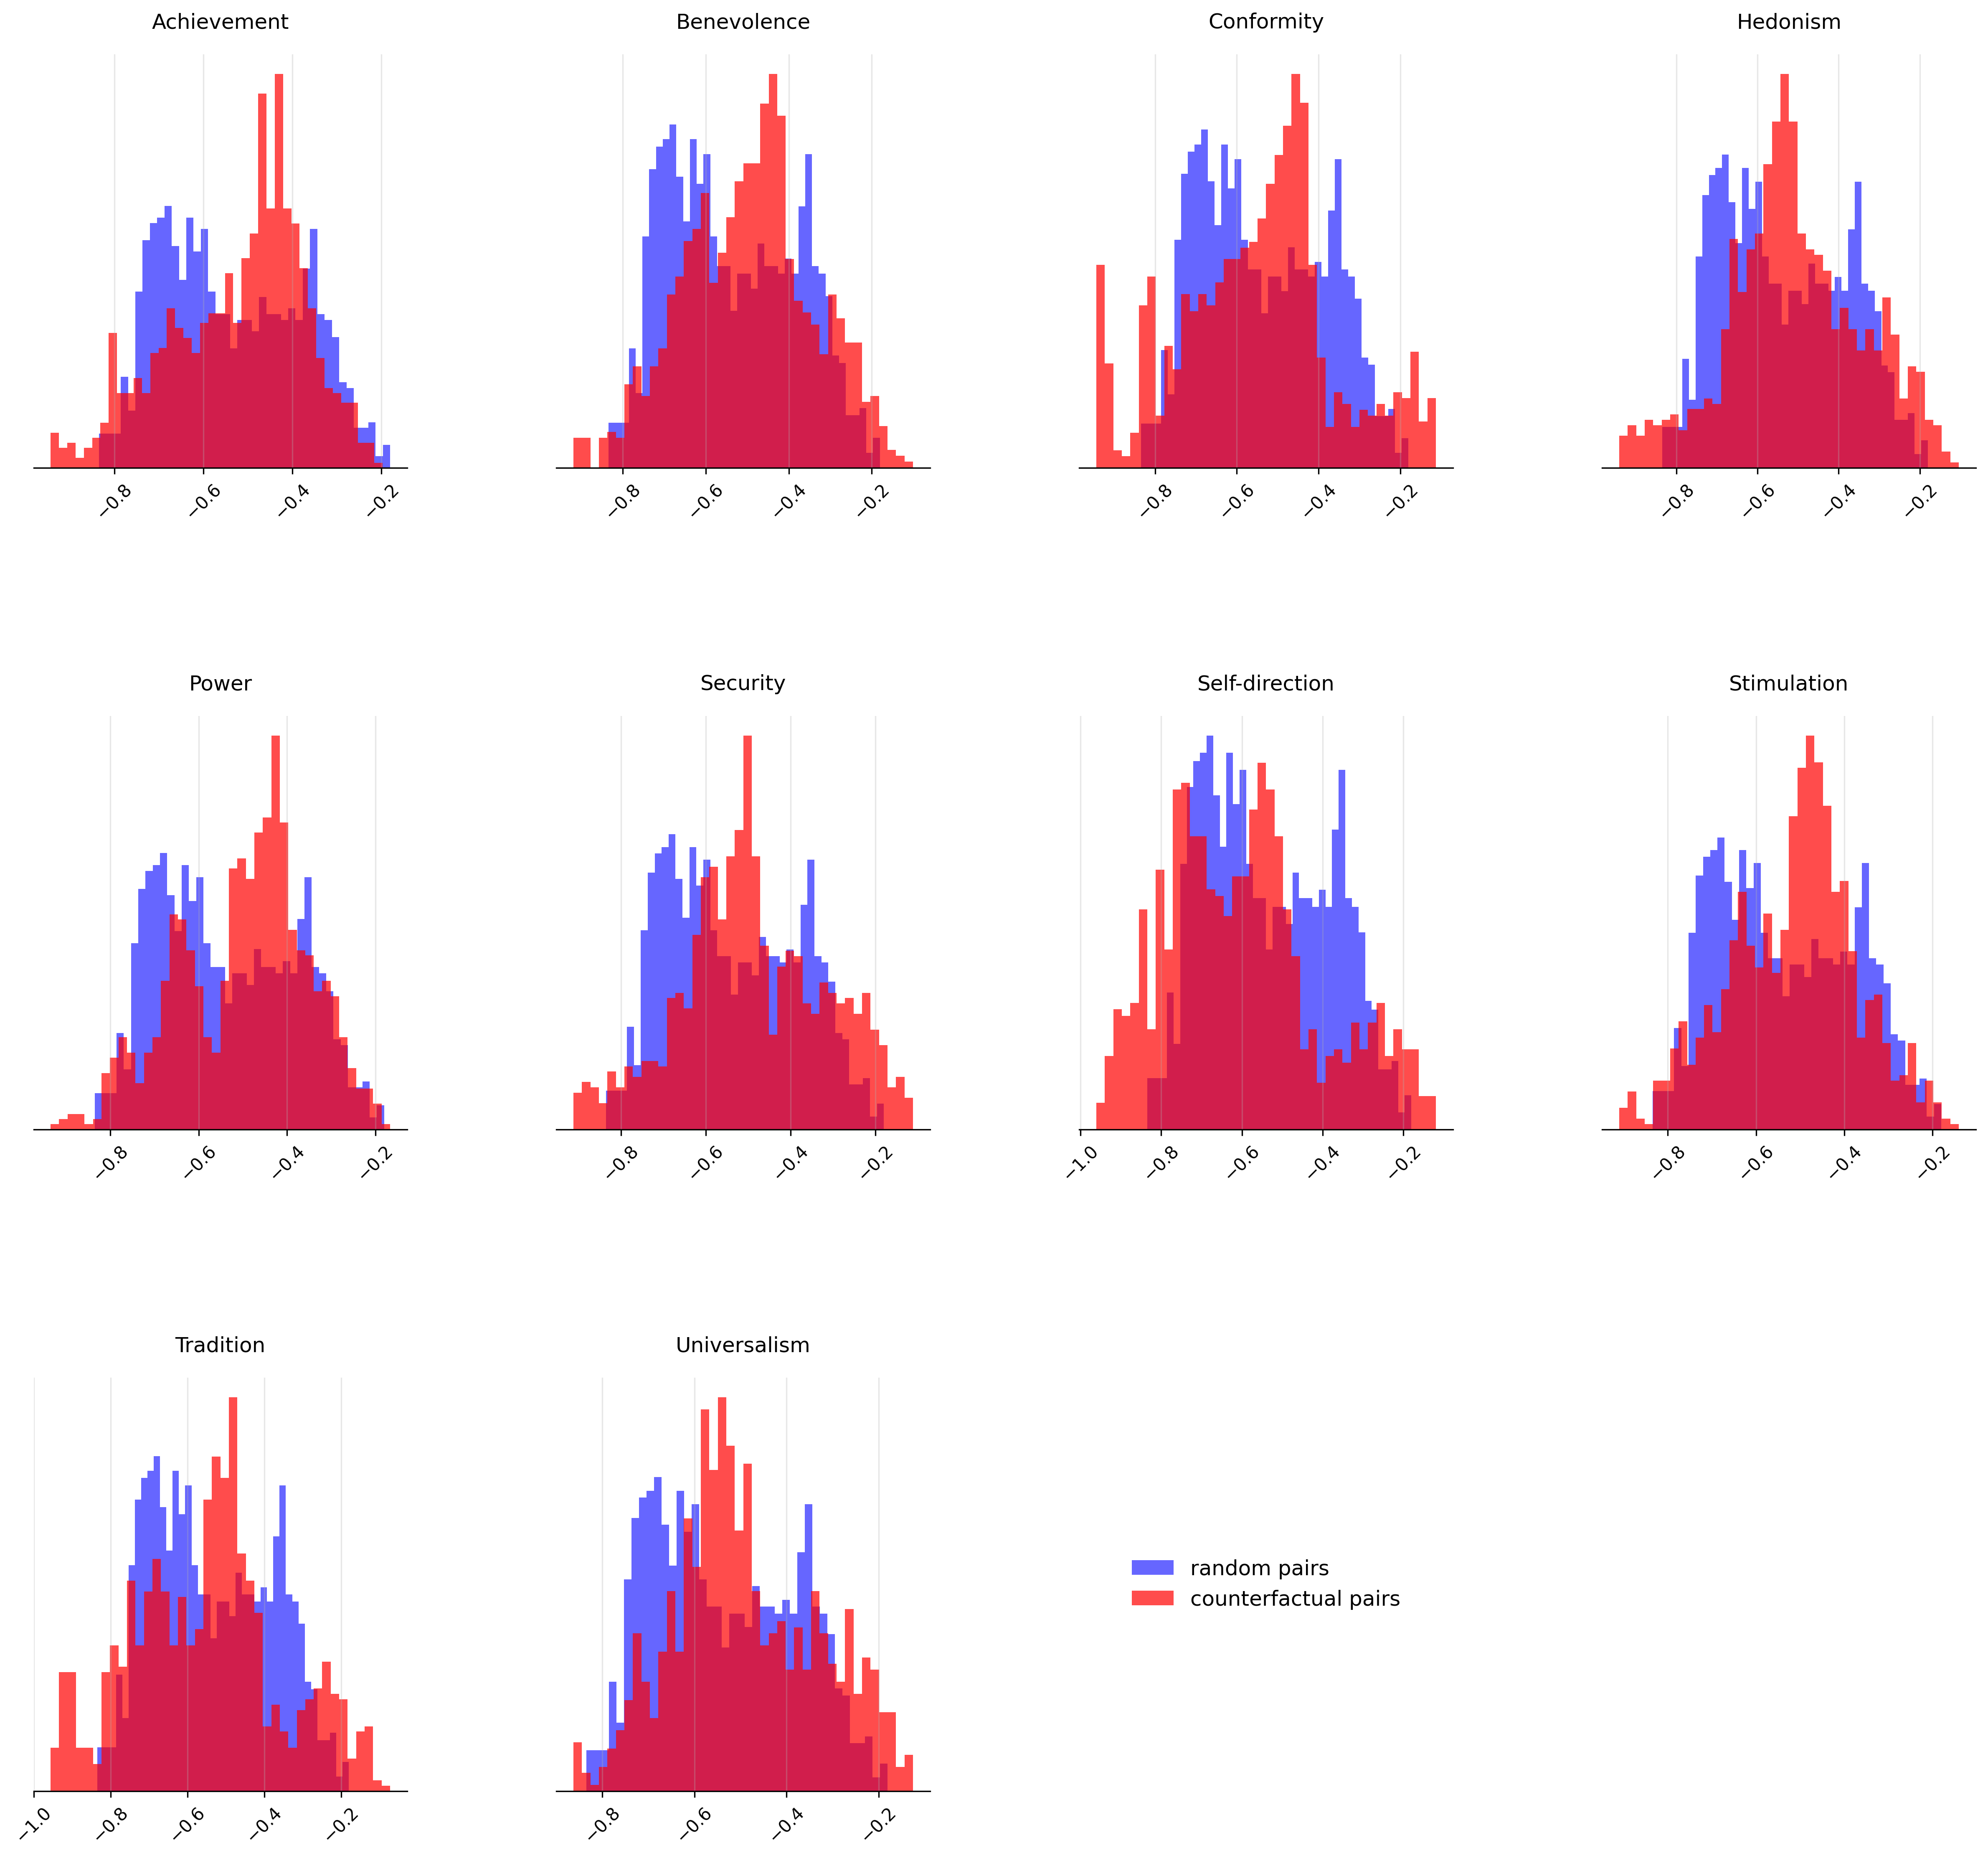 Achievement
Benevolence
Conformity
Hedonism
−0.8 −0.6 −0.4 −0.2
−0.8 −0.6 −0.4 −0.2
−0.8 −0.6 −0.4 −0.2
−0.8 −0.6 −0.4 −0.2
Power
Security
Self-direction
Stimulation
−0.8 −0.6 −0.4 −0.2
−0.8 −0.6 −0.4 −0.2
−1.0 −0.8 −0.6 −0.4 −0.2
−0.8 −0.6 −0.4 −0.2
Tradition
Universalism
random pairs
counterfactual pairs
−1.0 −0.8 −0.6 −0.4 −0.2
−0.8 −0.6 −0.4 −0.2